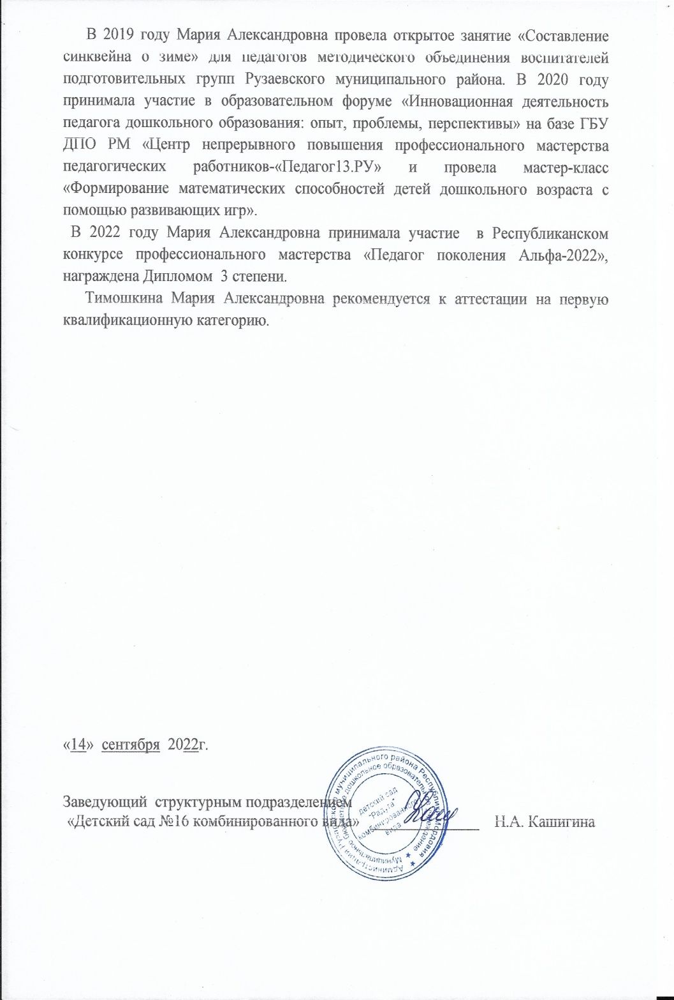 В 2019 году Мария Александровна провела открытое занятие «Составление
синквейна о зиме» для педагогов методического объединения воспитателей
подготовительных групп Рузаевского муниципального района. В 2020 году
принимала участие в образовательном форуме «Инновационная деятельность
педагога дошкольного образования: опыт, проблемы, перспективы» на базе ГБУ
ДПО РМ «Центр непрерывного повышения профессионального мастерства
педагогических работников-«Педагог13.РУ» и провела мастер-класс
«Формирование математических способностей детей дошкольного возраста с
помощью развивающих игр».
В 2022 году Мария Александровна принимала участие в Республиканском
конкурсе профессионального мастерства «Педагог поколения Альфа-2022»,
награждена Дипломом 3 степени.
Тимошкина Мария Александровна рекомендуется к аттестации на первую
квалификационную категорию.
«14» сентября 2022г.
Заведующий структурным подразделением
«Детский сад №16 комбинированного вида» Н.А. Кашигина
Администрация Рузаевского муниципального района Республики Мордовия
Муниципальное бюджетное дошкольное образовательное учреждение
детский сад
"Радуга"
комбинированного
вида